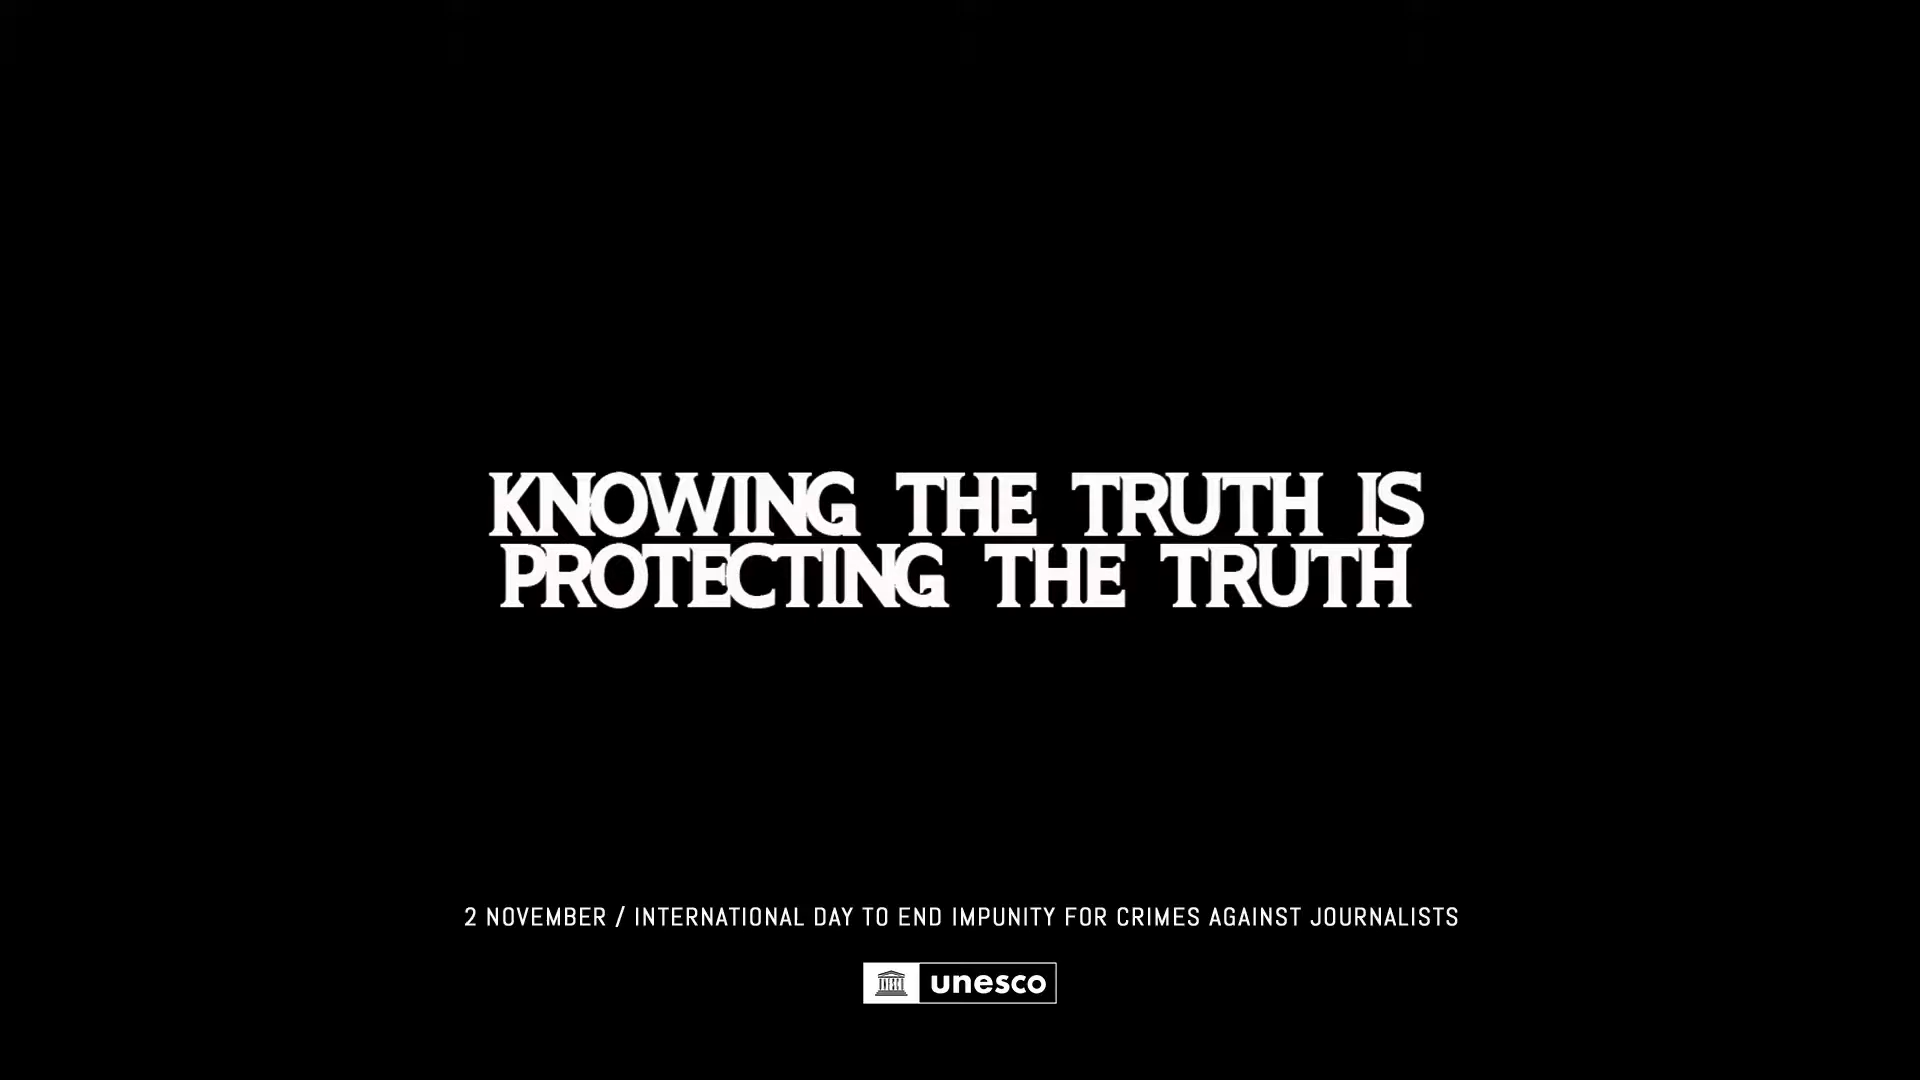 KNOWING THE TRUTH IS
PROTECTING THE TRUTH
2 NOVEMBER / INTERNATIONAL DAY TO END IMPUNITY FOR CRIMES AGAINST JOURNALISTS
unesco